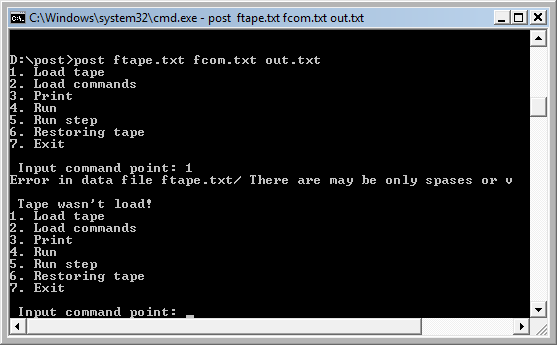 C:\Windows\system32\cmd.exe - post ftape.txt fcom.txt out.txt
D:\post>post ftape.txt fcom.txt out.txt
1. Load tape
2. Load commands
3. Print
4. Run
5. Run step
6. Restoring tape
7. Exit
Input command point: 1
Error in data file ftape.txt/ There are may be only spases or v
Tape wasn't load!
1. Load tape
2. Load commands
3. Print
4. Run
5. Run step
6. Restoring tape
7. Exit
Input command point: _